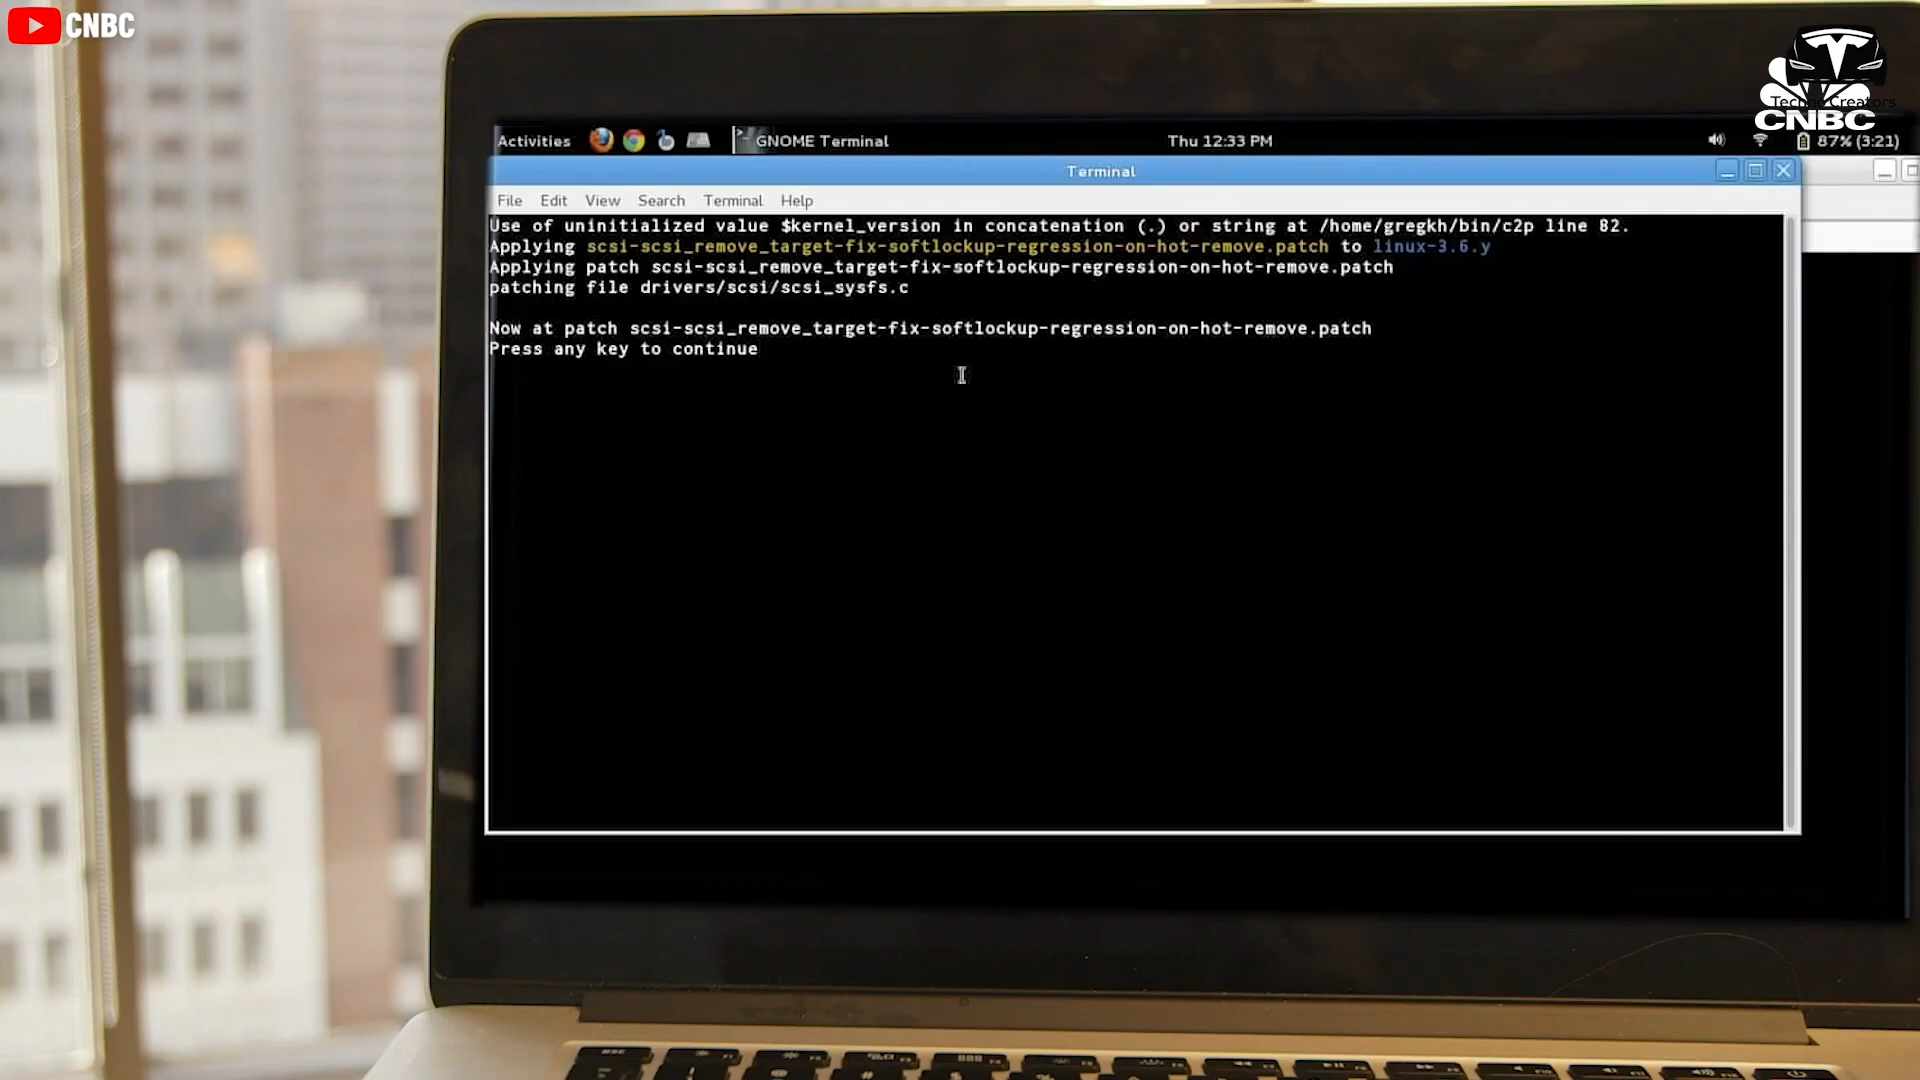 CNBC
Techno Creators
CNBC
Activities
GNOME Terminal
Thu 12:33 PM
87% (3:21)
Terminal
File Edit View Search Terminal Help
Use of uninitialized value $kernel_version in concatenation (.) or string at /home/gregkh/bin/c2p line 82.
Applying scsi-scsi_remove_target-fix-softlockup-regression-on-hot-remove.patch to linux-3.6.y
Applying patch scsi-scsi_remove_target-fix-softlockup-regression-on-hot-remove.patch
patching file drivers/scsi/scsi_sysfs.c
Now at patch scsi-scsi_remove_target-fix-softlockup-regression-on-hot-remove.patch
Press any key to continue